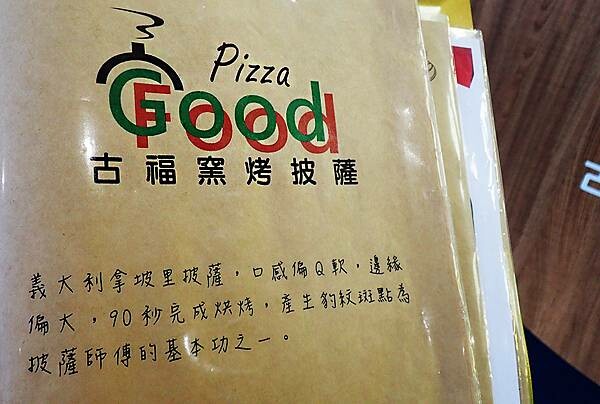 Pizza
Good
Food
古福窯烤披薩
義大利拿坡里披薩，口感偏Q軟，邊緣
偏大，90秒完成烘烤，產生豹紋斑點為
披薩師傅的基本功之一。